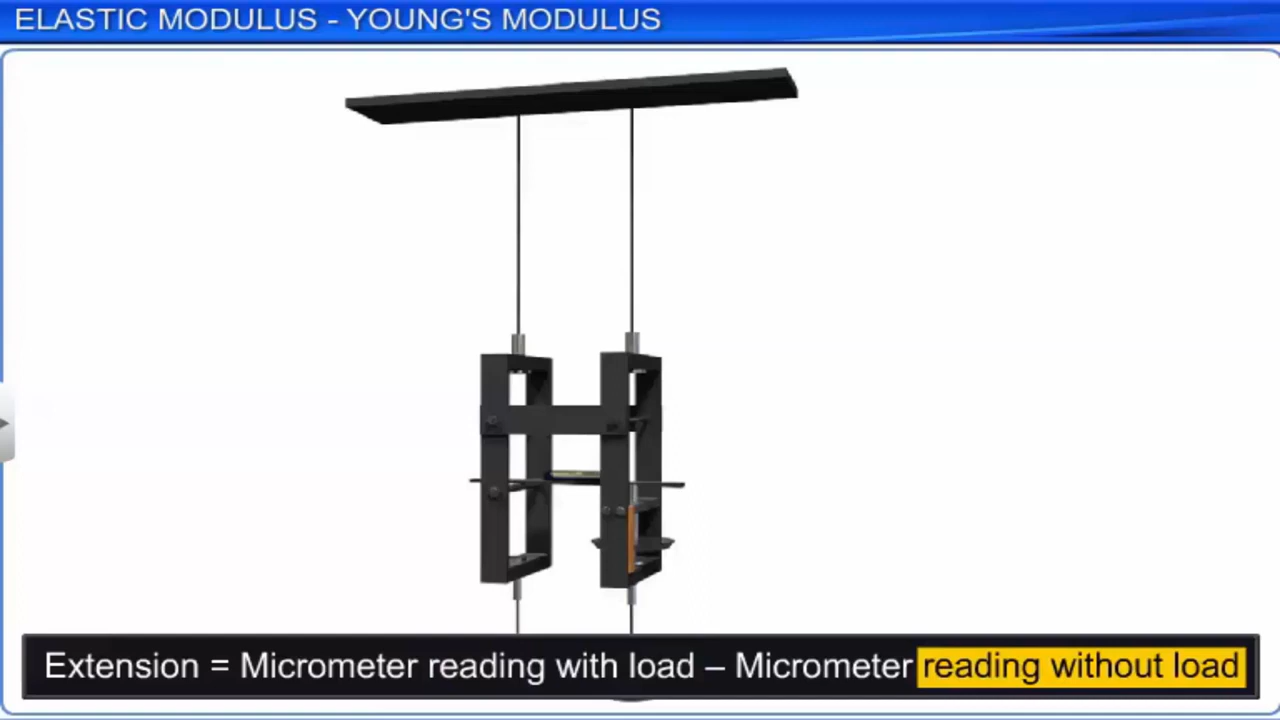 ELASTIC MODULUS - YOUNG'S MODULUS
Extension = Micrometer reading with load – Micrometer reading without load